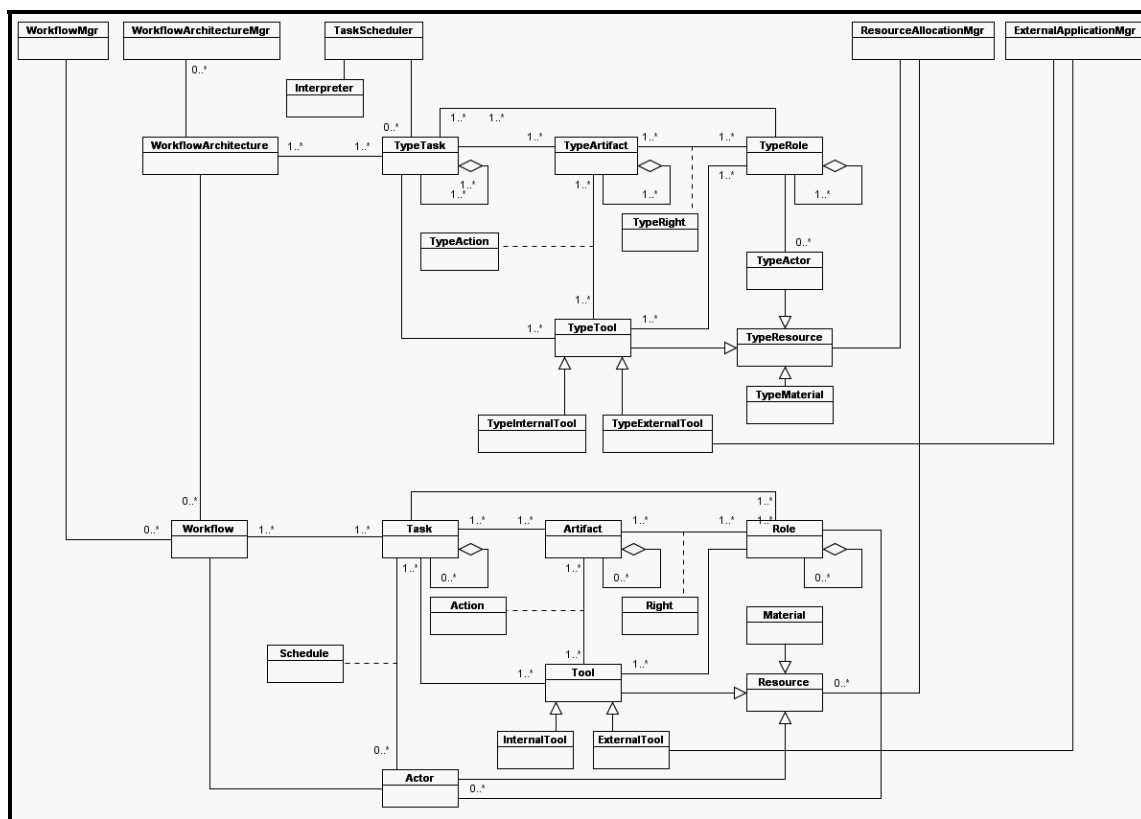 WorkflowMgr
WorkflowArchitectureMgr
TaskScheduler
ResourceAllocationMgr
ExternalApplicationMgr
0..*
Interpreter
1..*
1..*
0..*
WorkflowArchitecture
1..*
1..*
TypeTask
1..*
1..*
TypeArtifact
1..*
1..*
TypeRole
1..*
1..*
1..*
1..*
1..*
1..*
TypeRight
TypeAction
0..*
TypeActor
1..*
1..*
TypeTool
1..*
TypeResource
TypeMaterial
TypeInternalTool
TypeExternalTool
0..*
1..*
0..*
Workflow
1..*
1..*
Task
1..*
1..*
Artifact
1..*
1..*
Role
1..*
0..*
1..*
0..*
0..*
Action
Right
Material
Schedule
1..*
1..*
Tool
1..*
Resource
0..*
InternalTool
ExternalTool
0..*
Actor
0..*